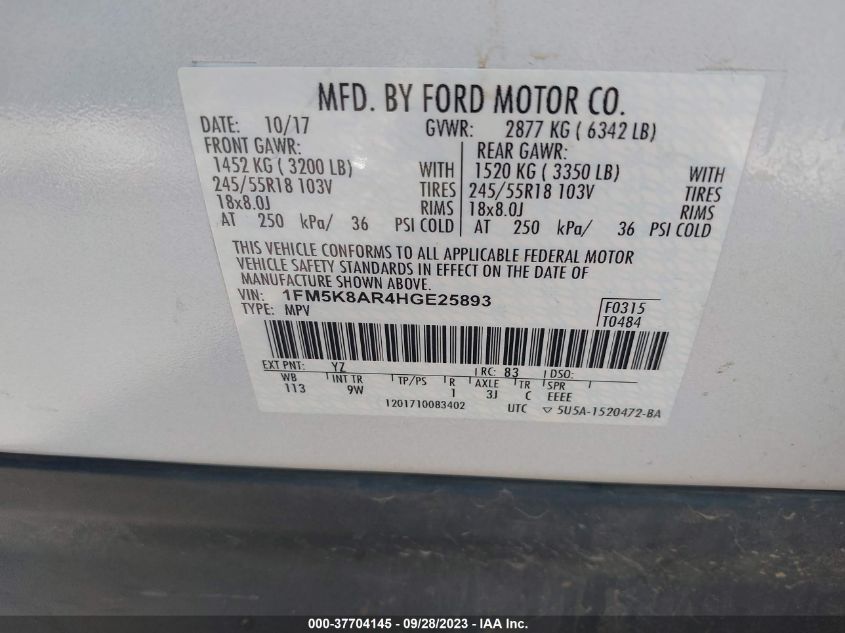 MFD. BY FORD MOTOR CO.
DATE: 10/17 GVWR: 2877 KG ( 6342 LB)
FRONT GAWR: REAR GAWR:
1452 KG ( 3200 LB) WITH 1520 KG ( 3350 LB) WITH
245/55R18 103V TIRES 245/55R18 103V TIRES
18x8.0J RIMS 18x8.0J RIMS
AT 250 kPa/ 36 PSI COLD AT 250 kPa/ 36 PSI COLD
THIS VEHICLE CONFORMS TO ALL APPLICABLE FEDERAL MOTOR
VEHICLE SAFETY STANDARDS IN EFFECT ON THE DATE OF
MANUFACTURE SHOWN ABOVE.
VIN: 1FM5K8AR4HGE25893 F0315
TYPE: MPV T0484
EXT PNT: YZ RC: 83 DSO:
WB INT TR TP/PS R AXLE TR SPR
113 9W 1 3J C EEEE
1201710083402 UTC ▽ 5U5A-1520472-BA
000-37704145 - 09/28/2023 - IAA Inc.